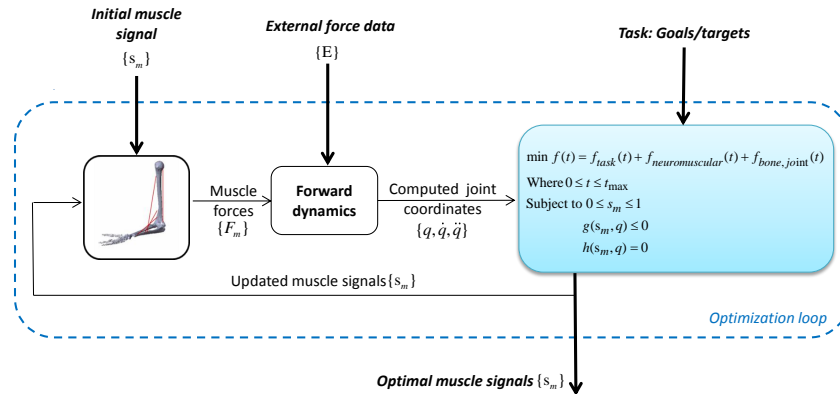 Initial muscle
signal
{s_m}
External force data
{E}
Task: Goals/targets
min f(t) = f_task(t) + f_neuromuscular(t) + f_bone,joint(t)
Where 0 ≤ t ≤ t_max
Subject to 0 ≤ s_m ≤ 1
g(s_m, q) ≤ 0
h(s_m, q) = 0
Muscle
forces
{F_m}
Forward
dynamics
Computed joint
coordinates
{q, q̇, q̈}
Updated muscle signals {s_m}
Optimization loop
Optimal muscle signals {s_m}